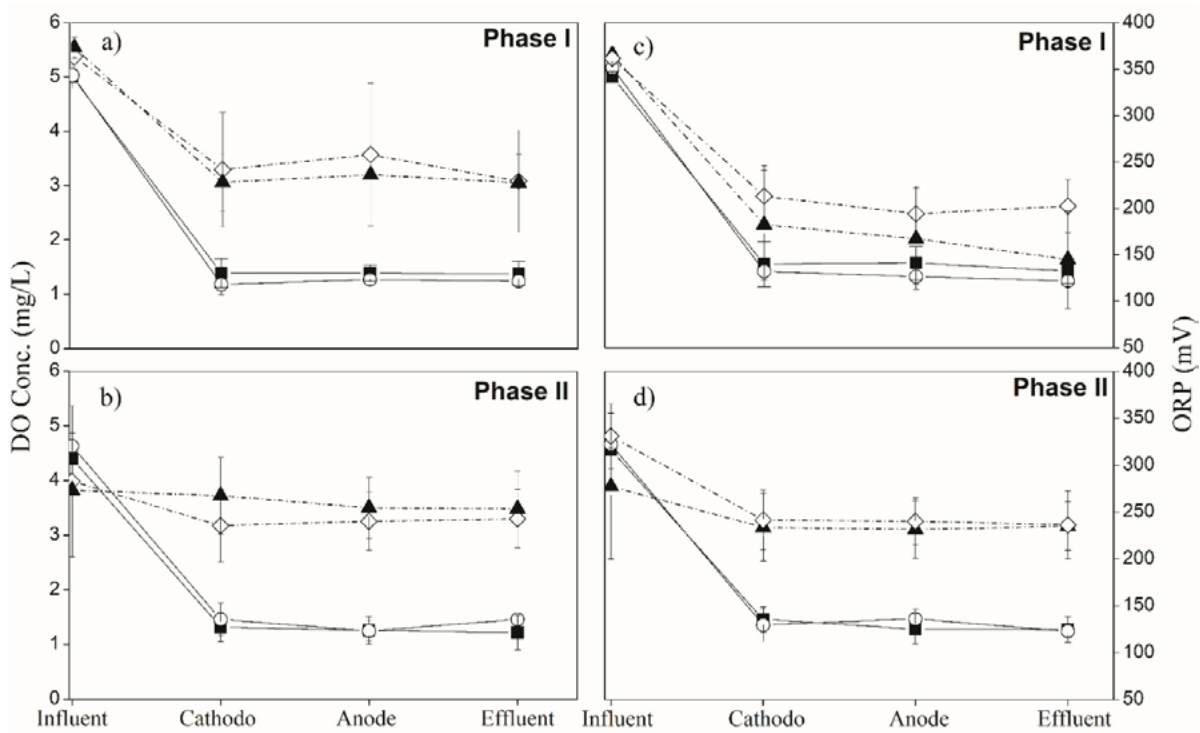 DO Conc. (mg/L)
6
5
4
3
2
1
0
a)
Phase I
c)
Phase I
400
350
300
250
200
150
100
50
6
5
4
3
2
1
0
b)
Phase II
d)
Phase II
400
350
300
250
200
150
100
50
ORP (mV)
Influent Cathodo Anode Effluent
Influent Cathodo Anode Effluent